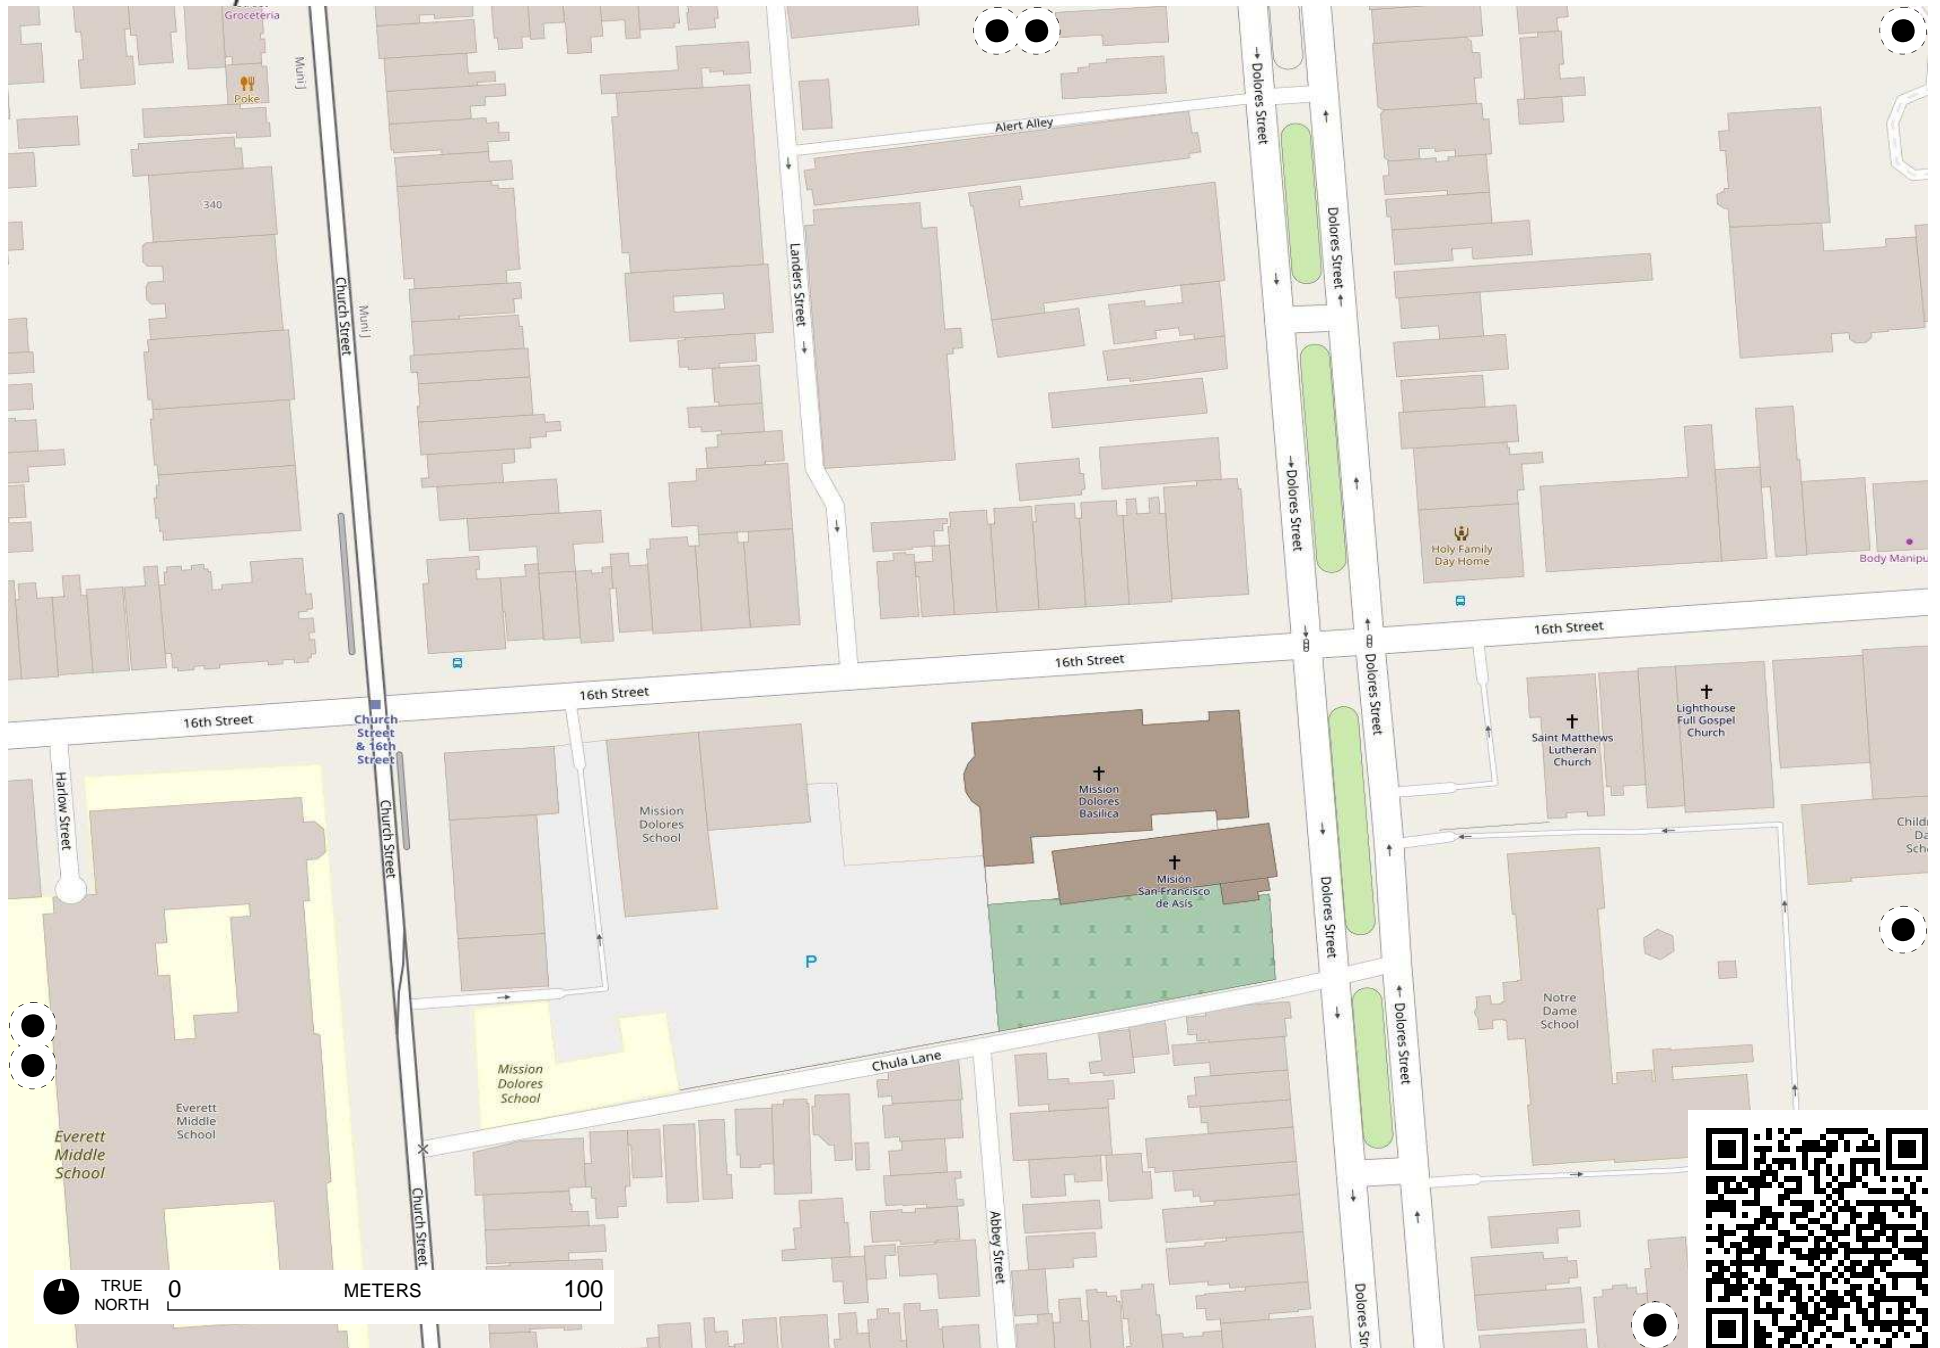 Groceteria
Muni J
Poke
Dolores Street
Alert Alley
340
Dolores Street
Landers Street
Church Street
Muni J
Dolores Street
Holy Family
Day Home
Body Manipu
16th Street
16th Street
16th Street
16th Street
Dolores Street
Church
Street
& 16th
Street
Lighthouse
Full Gospel
Church
Saint Matthews
Lutheran
Church
Harlow Street
Church Street
Mission
Dolores
School
Mission
Dolores
Basilica
Childr
Da
Sch
Misión
San Francisco
de Asís
Dolores Street
P
Notre
Dame
School
Dolores Street
Chula Lane
Mission
Dolores
School
Everett
Middle
School
Everett
Middle
School
Church Street
Abbey Street
Dolores Stre
TRUE
NORTH
0 METERS 100